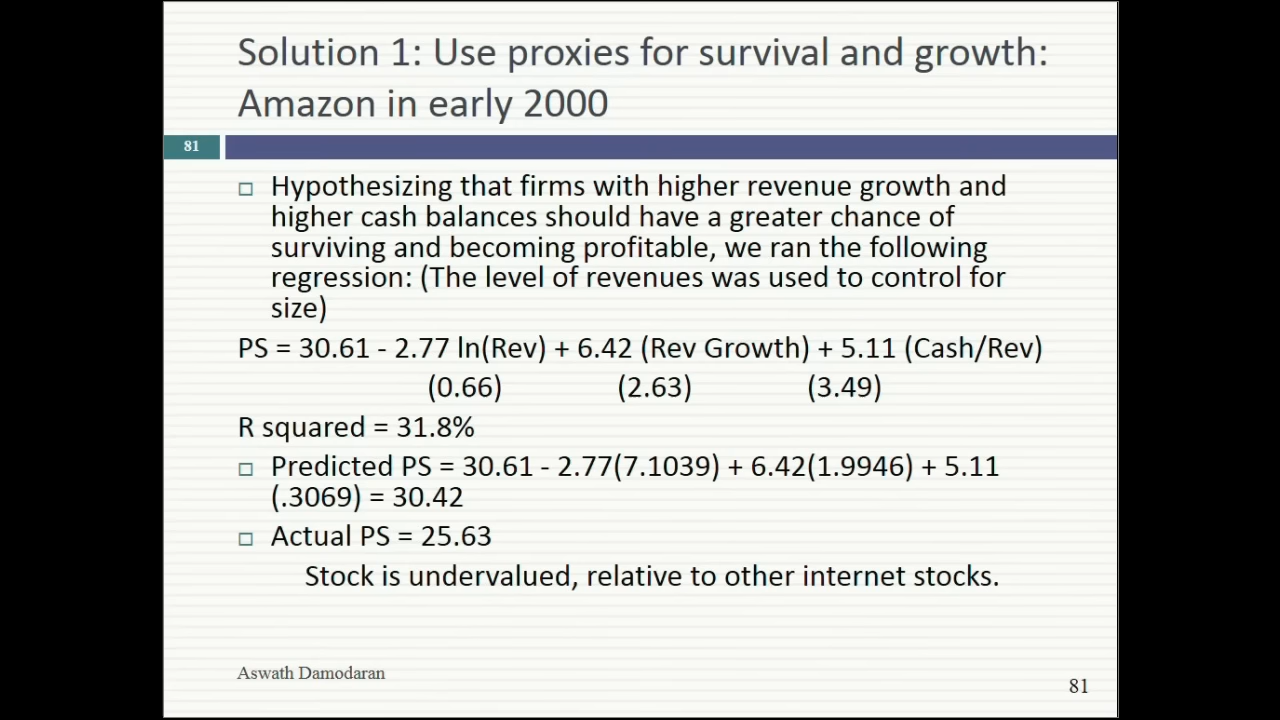 Solution 1: Use proxies for survival and growth:
Amazon in early 2000
81
Hypothesizing that firms with higher revenue growth and
higher cash balances should have a greater chance of
surviving and becoming profitable, we ran the following
regression: (The level of revenues was used to control for
size)
PS = 30.61 - 2.77 ln(Rev) + 6.42 (Rev Growth) + 5.11 (Cash/Rev)
(0.66) (2.63) (3.49)
R squared = 31.8%
Predicted PS = 30.61 - 2.77(7.1039) + 6.42(1.9946) + 5.11
(.3069) = 30.42
Actual PS = 25.63
Stock is undervalued, relative to other internet stocks.
Aswath Damodaran
81